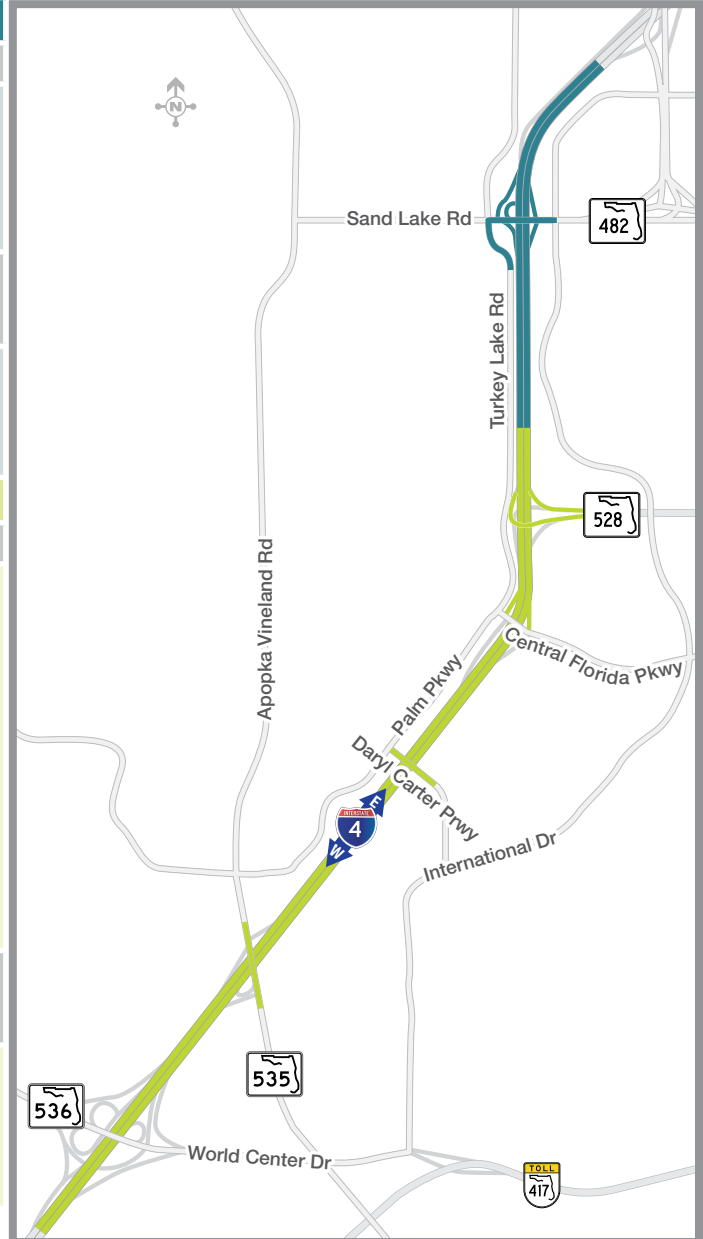 N
Sand Lake Rd
482
Turkey Lake Rd
528
Apopka Vineland Rd
Central Florida Pkwy
Palm Pkwy
Daryl Carter Prwy
E
INTERSTATE
4
W
International Dr
535
536
World Center Dr
TOLL
417